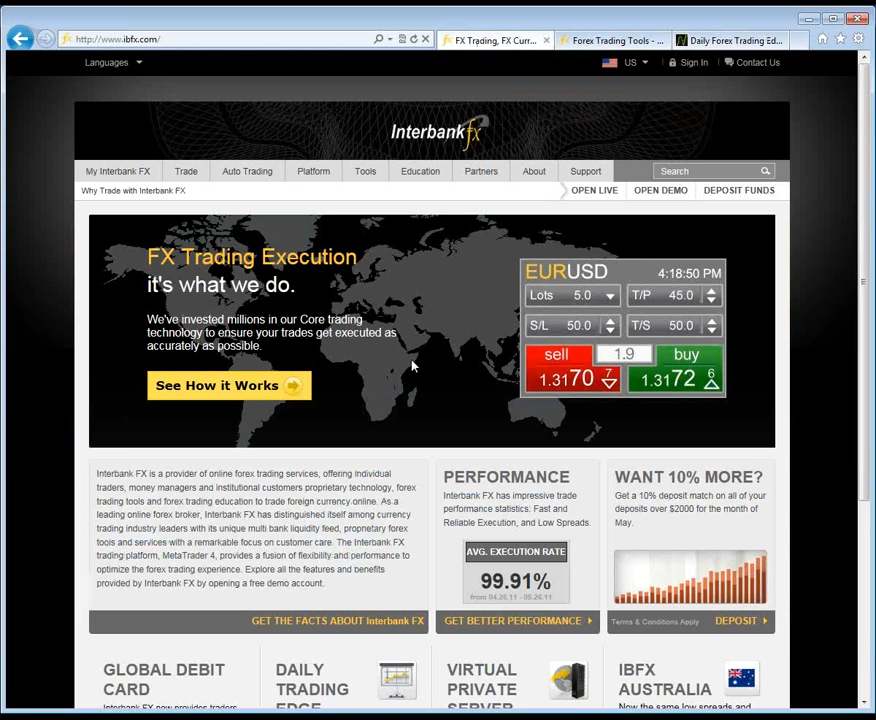 http://www.ibfx.com/
FX Trading, FX Curr...
Forex Trading Tools - ...
Daily Forex Trading Ed...
Languages
US
Sign In
Contact Us
Interbank fx
My Interbank FX
Trade
Auto Trading
Platform
Tools
Education
Partners
About
Support
Search
Why Trade with Interbank FX
OPEN LIVE
OPEN DEMO
DEPOSIT FUNDS
FX Trading Execution
it's what we do.
We've invested millions in our Core trading
technology to ensure your trades get executed as
accurately as possible.
See How it Works
EURUSD 4:18:50 PM
Lots 5.0 T/P 45.0
S/L 50.0 T/S 50.0
sell 1.9 buy
1.3170 7 1.3172 6
Interbank FX is a provider of online forex trading services, offering individual
traders, money managers and institutional customers proprietary technology, forex
trading tools and forex trading education to trade foreign currency online. As a
leading online forex broker, Interbank FX has distinguished itself among currency
trading industry leaders with its unique multi bank liquidity feed, proprietary forex
tools and services with a remarkable focus on customer care. The Interbank FX
trading platform, MetaTrader 4, provides a fusion of flexibility and performance to
optimize the forex trading experience. Explore all the features and benefits
provided by Interbank FX by opening a free demo account.
GET THE FACTS ABOUT Interbank FX
PERFORMANCE
Interbank FX has impressive trade
performance statistics: Fast and
Reliable Execution, and Low Spreads.
AVG. EXECUTION RATE
99.91%
from 04.26.11 - 05.26.11
GET BETTER PERFORMANCE
WANT 10% MORE?
Get a 10% deposit match on all of your
deposits over $2000 for the month of
May.
Terms & Conditions Apply
DEPOSIT
GLOBAL DEBIT
CARD
Interbank FX now provides traders
DAILY
TRADING
EDGE
VIRTUAL
PRIVATE
SERVER
IBFX
AUSTRALIA
Now the same low spreads and